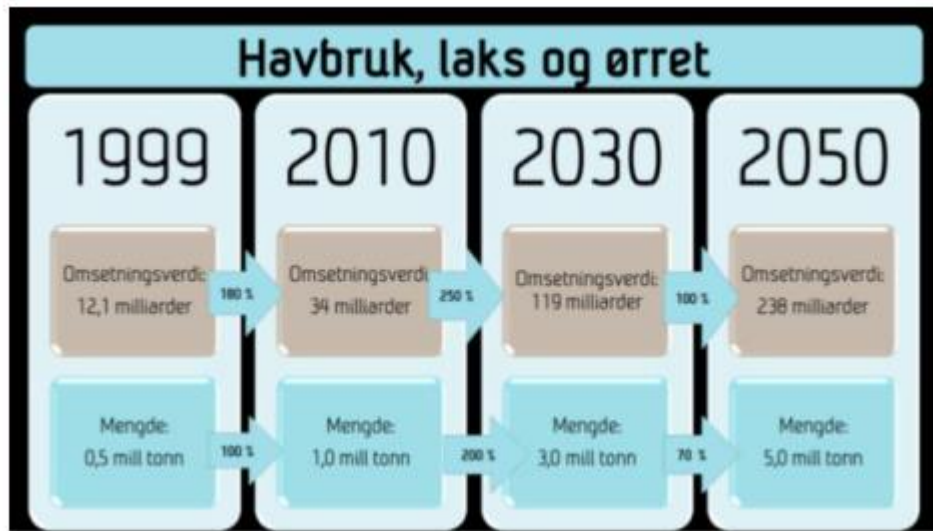 Havbruk, laks og ørret
1999
2010
2030
2050
Omsetningsverdi:
12,1 milliarder
180 %
Omsetningsverdi:
34 milliarder
250 %
Omsetningsverdi:
119 milliarder
100 %
Omsetningsverdi:
238 milliarder
Mengde:
0,5 mill tonn
100 %
Mengde:
1,0 mill tonn
200 %
Mengde:
3,0 mill tonn
70 %
Mengde:
5,0 mill tonn